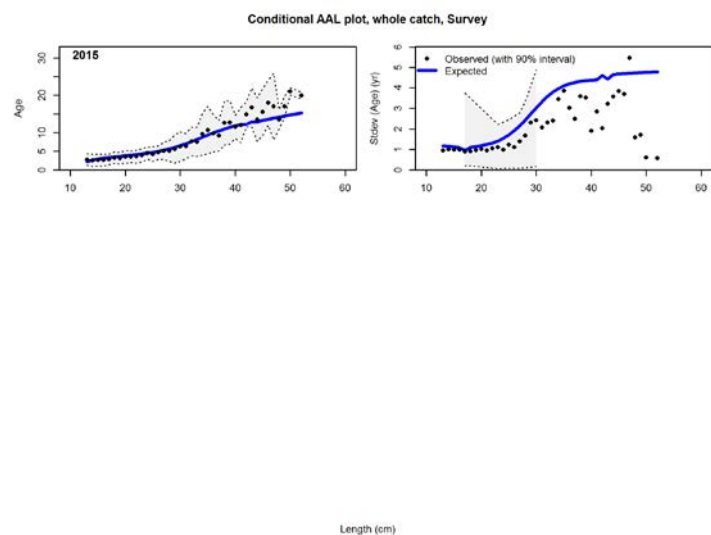 Conditional AAL plot, whole catch, Survey
2015
Age
0
5
10
20
30
10 20 30 40 50 60
Observed (with 90% interval)
Expected
Stdev (Age) (yr)
0
1
2
3
4
5
6
10 20 30 40 50 60
Length (cm)